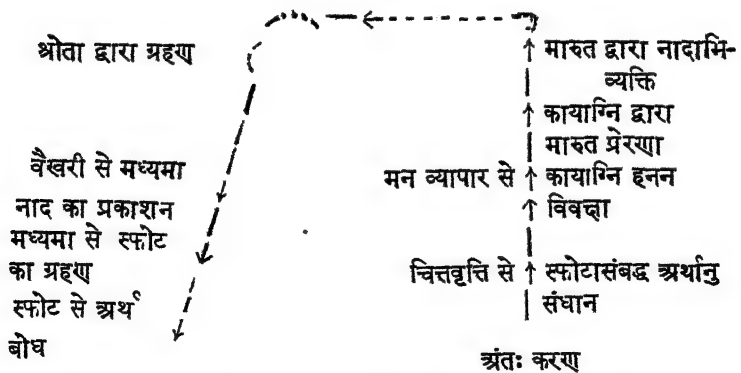 श्रोता द्वारा ग्रहण
वैखरी से मध्यमा
नाद का प्रकाशन
मध्यमा से स्फोट
का ग्रहण
स्फोट से अर्थ
बोध
मारुत द्वारा नादाभि-
व्यक्ति
कायाग्नि द्वारा
मारुत प्रेरणा
मन व्यापार से कायाग्नि हनन
विवक्षा
चित्तवृत्ति से स्फोटासंबद्ध अर्थानु
संधान
अंतः करण